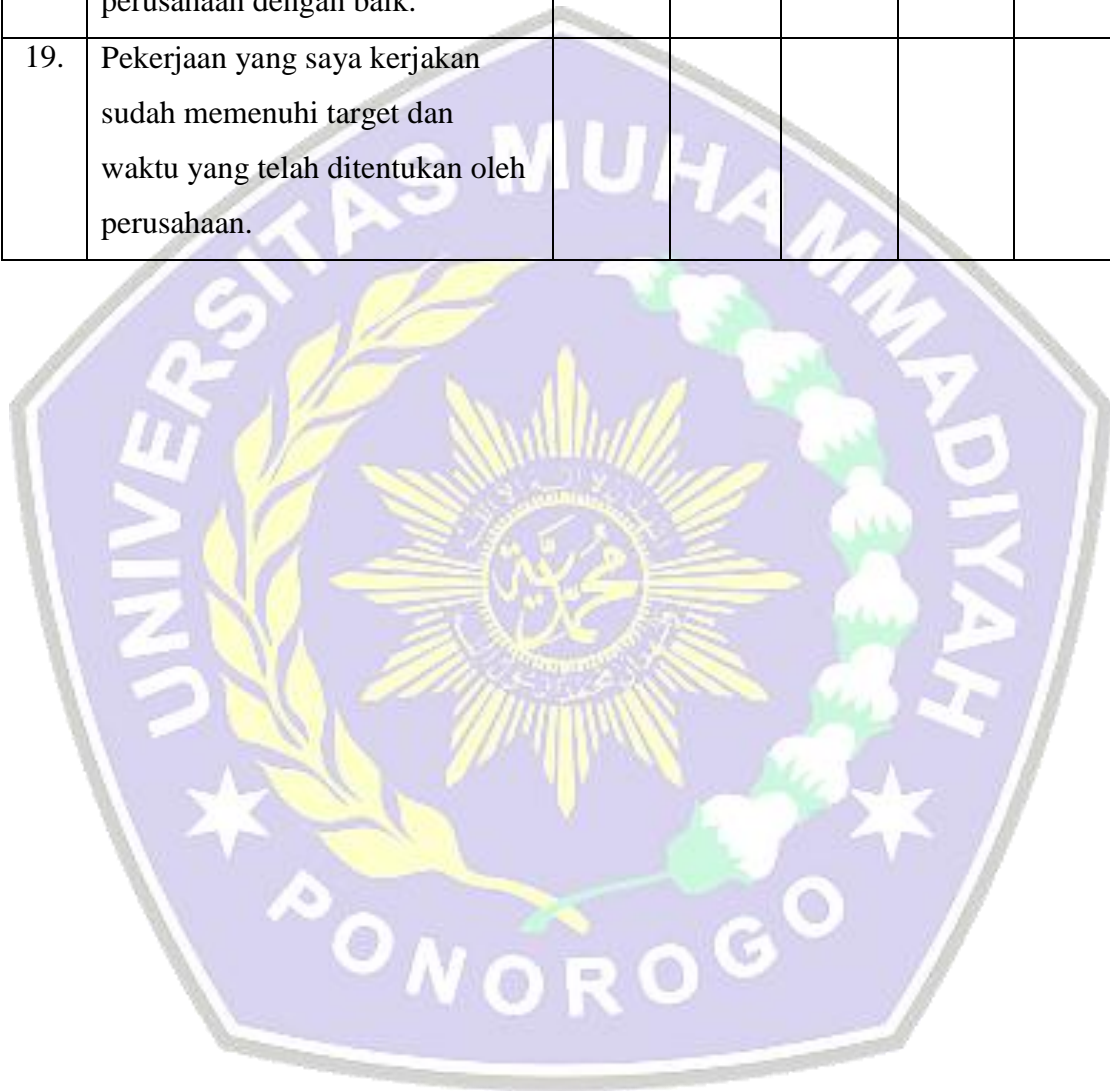 perusahaan dengan baik.
19. Pekerjaan yang saya kerjakan
sudah memenuhi target dan
waktu yang telah ditentukan oleh
perusahaan.
UNIVERSITAS MUHAMMADIYAH
محمدية
PONOROGO